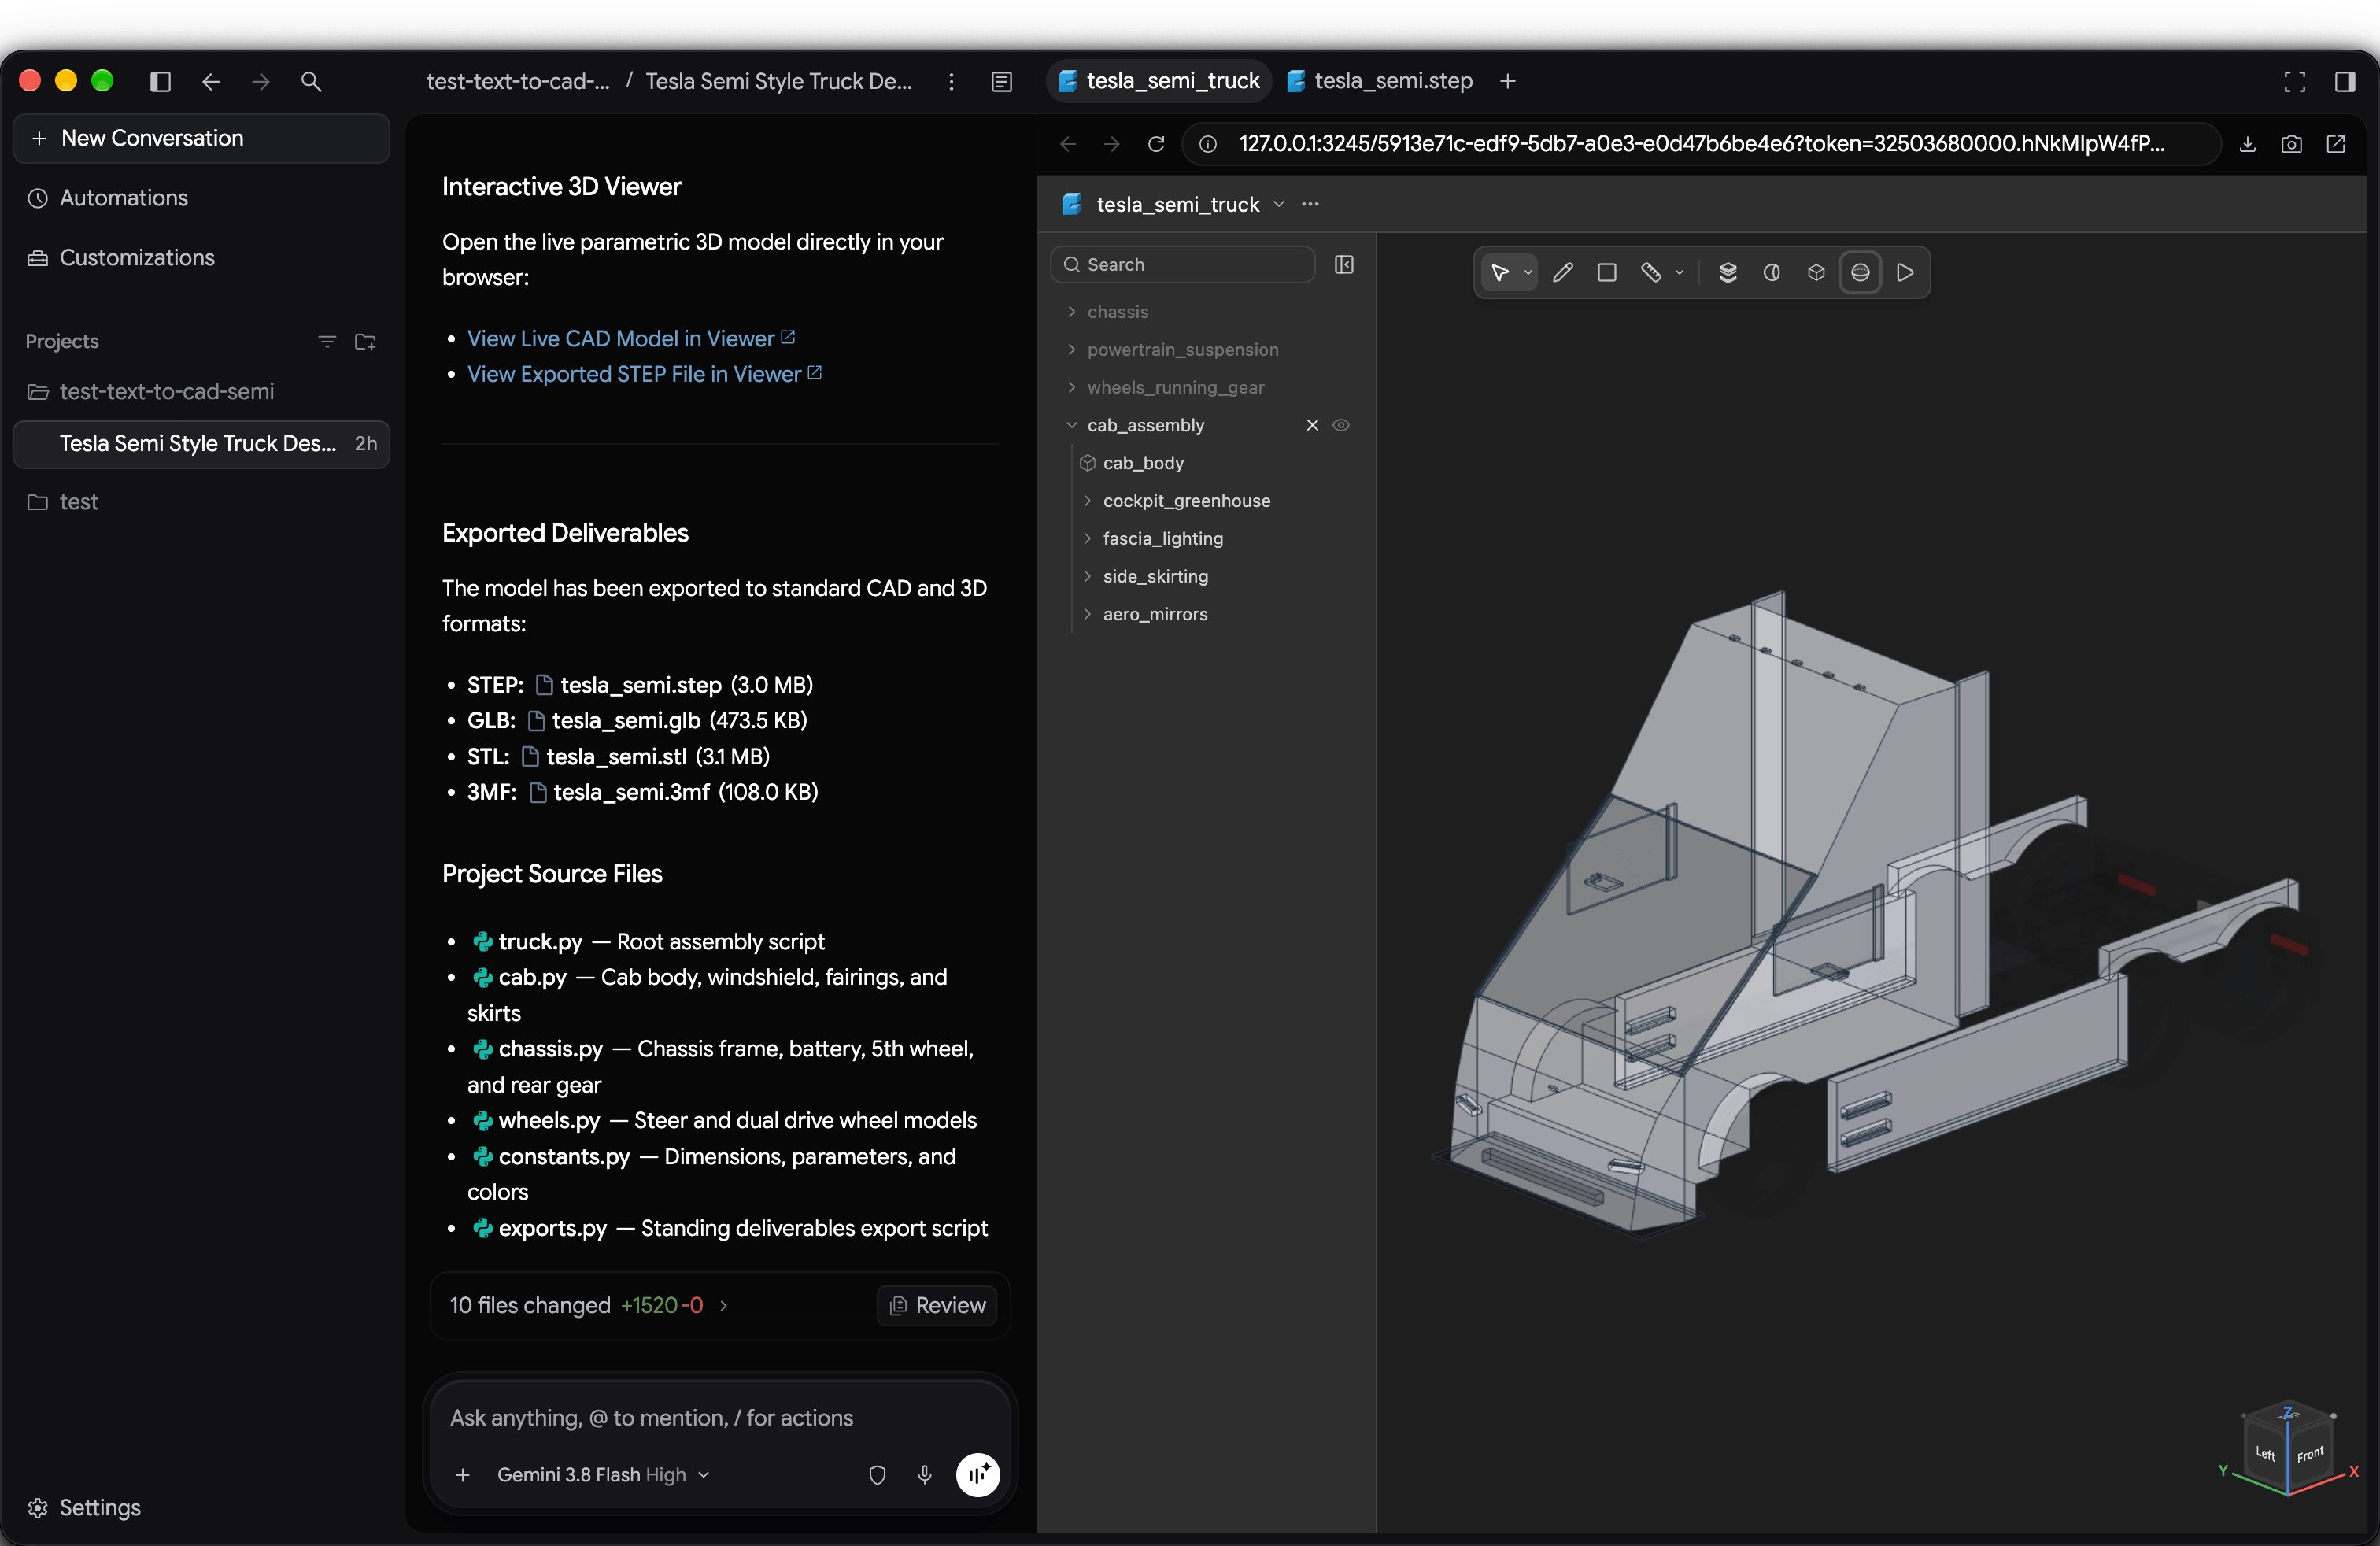 test-text-to-cad-... / Tesla Semi Style Truck De...
tesla_semi_truck
tesla_semi.step
New Conversation
Automations
Customizations
Projects
test-text-to-cad-semi
Tesla Semi Style Truck Des... 2h
test
Settings
Interactive 3D Viewer
Open the live parametric 3D model directly in your
browser:
• View Live CAD Model in Viewer
• View Exported STEP File in Viewer
Exported Deliverables
The model has been exported to standard CAD and 3D
formats:
• STEP: tesla_semi.step (3.0 MB)
• GLB: tesla_semi.glb (473.5 KB)
• STL: tesla_semi.stl (3.1 MB)
• 3MF: tesla_semi.3mf (108.0 KB)
Project Source Files
• truck.py — Root assembly script
• cab.py — Cab body, windshield, fairings, and
skirts
• chassis.py — Chassis frame, battery, 5th wheel,
and rear gear
• wheels.py — Steer and dual drive wheel models
• constants.py — Dimensions, parameters, and
colors
• exports.py — Standing deliverables export script
10 files changed +1520 -0
Review
Ask anything, @ to mention, / for actions
Gemini 3.8 Flash High
127.0.0.1:3245/5913e71c-edf9-5db7-a0e3-e0d47b6be4e6?token=32503680000.hNkMIpW4fP...
tesla_semi_truck
Search
chassis
powertrain_suspension
wheels_running_gear
cab_assembly
cab_body
cockpit_greenhouse
fascia_lighting
side_skirting
aero_mirrors
Z
Left
Front
Y
X